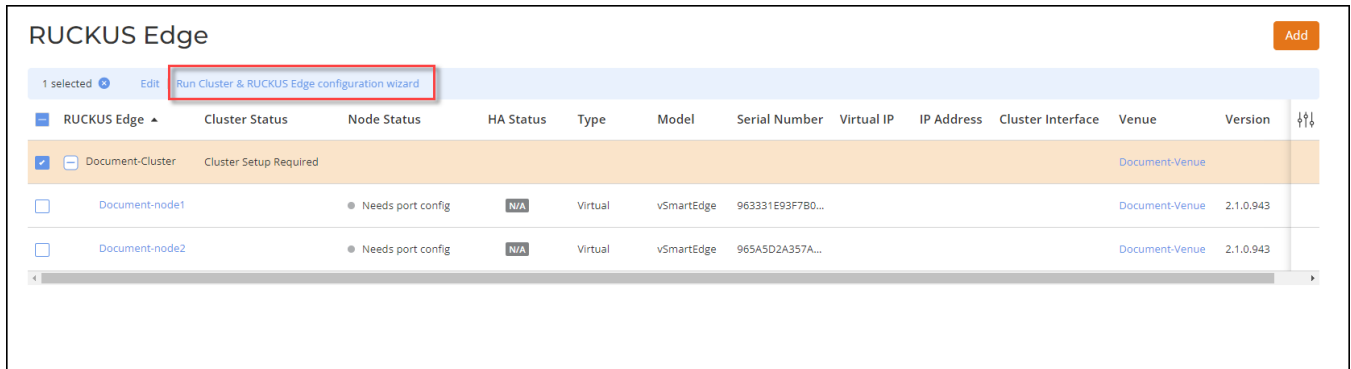 RUCKUS Edge
Add
1 selected Edit Run Cluster & RUCKUS Edge configuration wizard
RUCKUS Edge Cluster Status Node Status HA Status Type Model Serial Number Virtual IP IP Address Cluster Interface Venue Version
Document-Cluster Cluster Setup Required Document-Venue
Document-node1 Needs port config N/A Virtual vSmartEdge 963331E93F7B0... Document-Venue 2.1.0.943
Document-node2 Needs port config N/A Virtual vSmartEdge 965A5D2A357A... Document-Venue 2.1.0.943